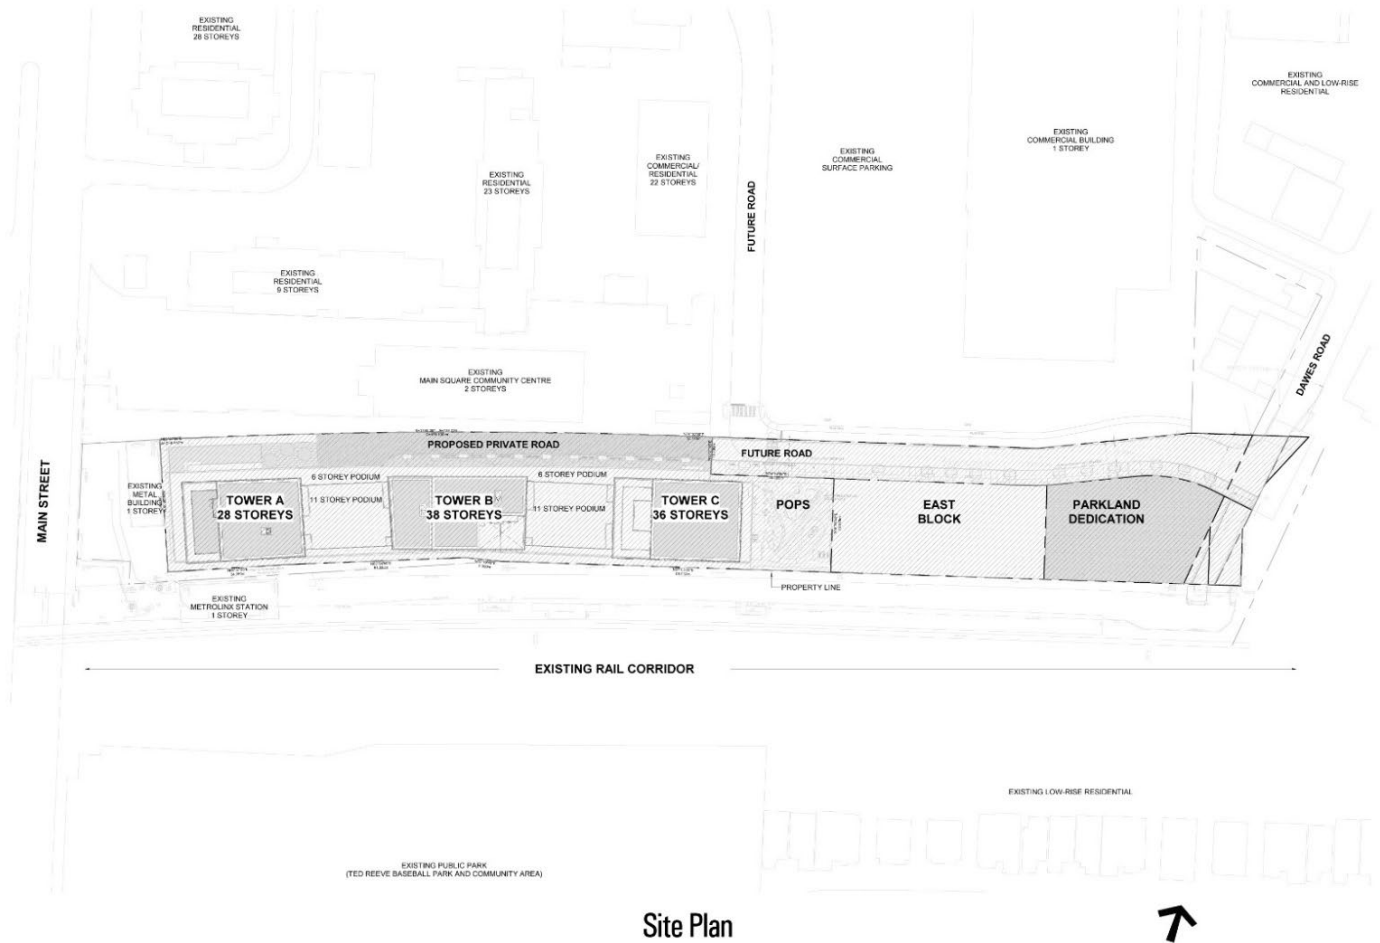 EXISTING
RESIDENTIAL
28 STOREYS
EXISTING
COMMERCIAL AND LOW-RISE
RESIDENTIAL
EXISTING
COMMERCIAL BUILDING
1 STOREY
EXISTING
COMMERCIAL
SURFACE PARKING
EXISTING
COMMERCIAL/
RESIDENTIAL
22 STOREYS
EXISTING
RESIDENTIAL
23 STOREYS
FUTURE ROAD
EXISTING
RESIDENTIAL
9 STOREYS
DAWES ROAD
EXISTING
MAIN SQUARE COMMUNITY CENTRE
2 STOREYS
PROPOSED PRIVATE ROAD
FUTURE ROAD
MAIN STREET
6 STOREY PODIUM
6 STOREY PODIUM
EXISTING
METAL
BUILDING
1 STOREY
TOWER A
28 STOREYS
11 STOREY PODIUM
TOWER B
38 STOREYS
11 STOREY PODIUM
TOWER C
36 STOREYS
POPS
EAST
BLOCK
PARKLAND
DEDICATION
PROPERTY LINE
EXISTING
METROLINX STATION
1 STOREY
EXISTING RAIL CORRIDOR
EXISTING LOW-RISE RESIDENTIAL
EXISTING PUBLIC PARK
(TED REEVE BASEBALL PARK AND COMMUNITY AREA)
Site Plan